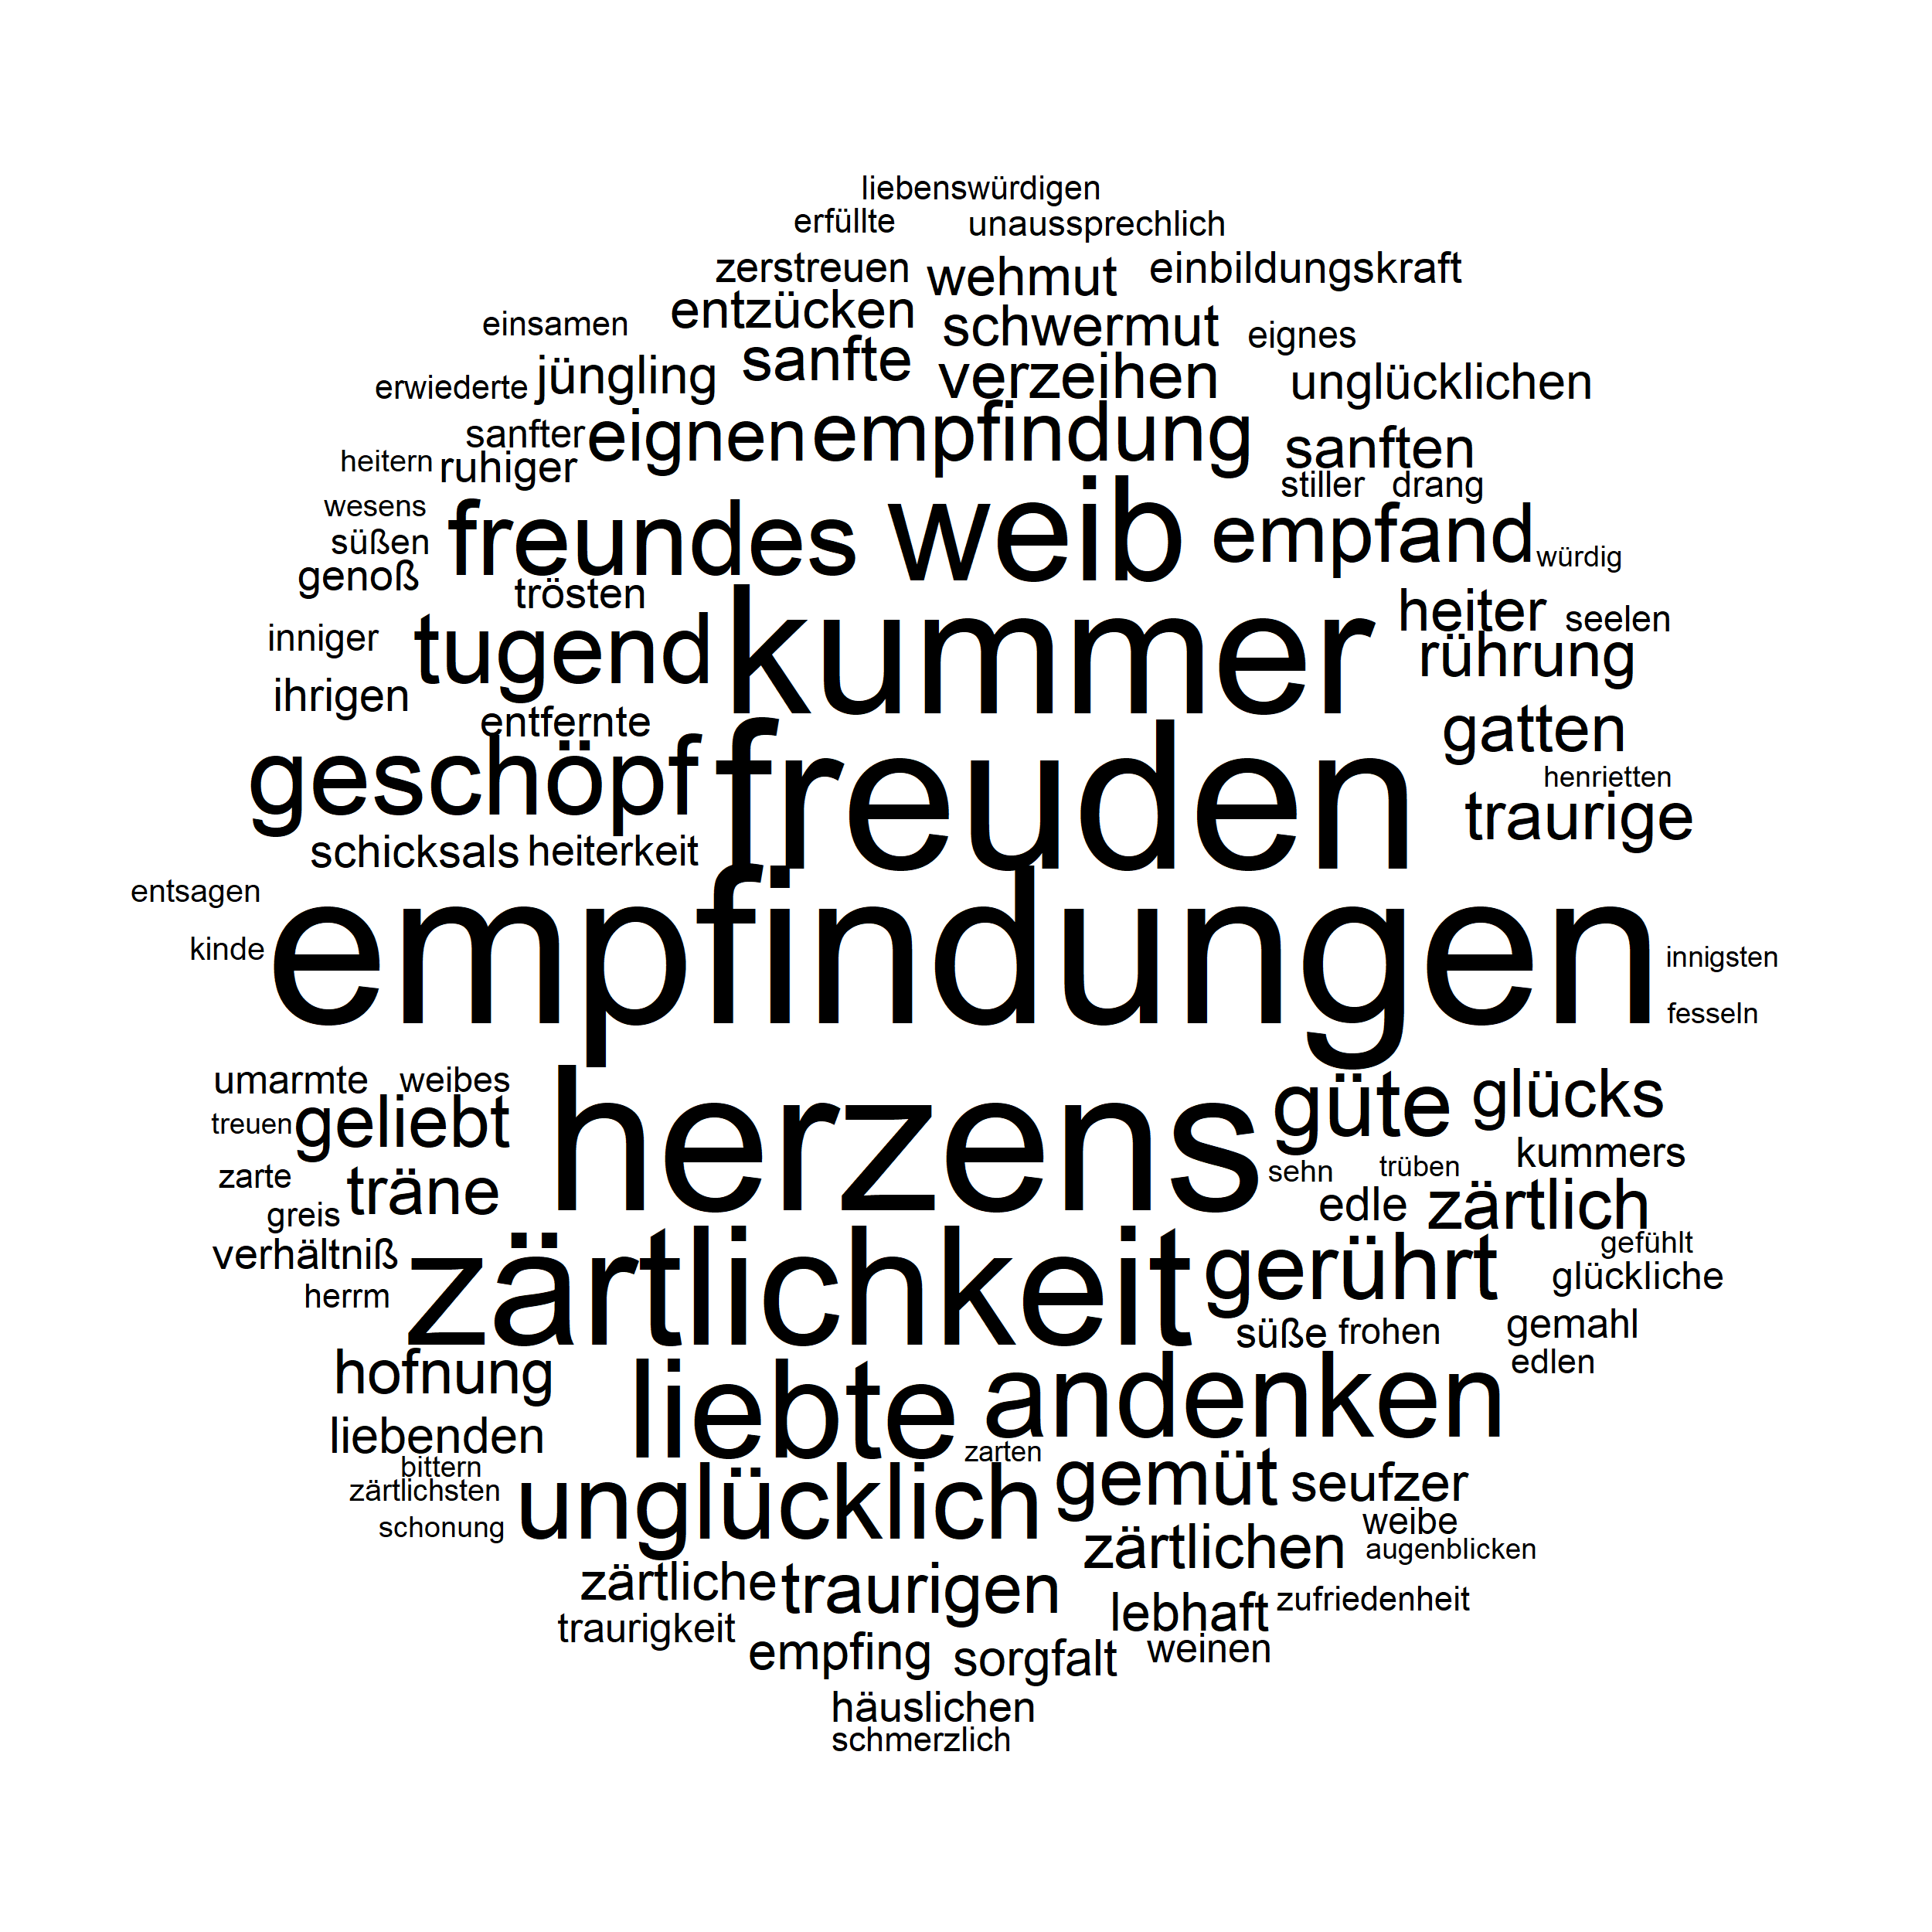 liebenswürdigen
erfüllte unaussprechlich
zerstreuen wehmut einbildungskraft
entzücken schwermut
einsamen eignes
jüngling sanfte verzeihen unglücklichen
erwiederte
sanfter eignen empfindung sanften
heitern ruhiger
stiller drang
wesens freundes weib empfand
süßen würdig
genoß trösten
inniger tugend kummer heiter seelen
rührung
ihrigen entfernte gatten
geschöpf freuden henrietten
traurige
schicksals heiterkeit
entsagen
kinde empfindungen innigsten
fesseln
umarmte weibes
treuen geliebt herzens güte glücks
kummers
zarte träne sehn trüben
greis edle zärtlich
verhältniß zärtlichkeit gerührt gefühlt
herrm glückliche
süße frohen gemahl
hofnung edlen
liebenden liebte andenken
bittern zarten
zärtlichsten unglücklich gemüt seufzer
schonung weibe
zärtlichen augenblicken
zärtliche traurigen
traurigkeit lebhaft zufriedenheit
empfing sorgfalt weinen
häuslichen
schmerzlich